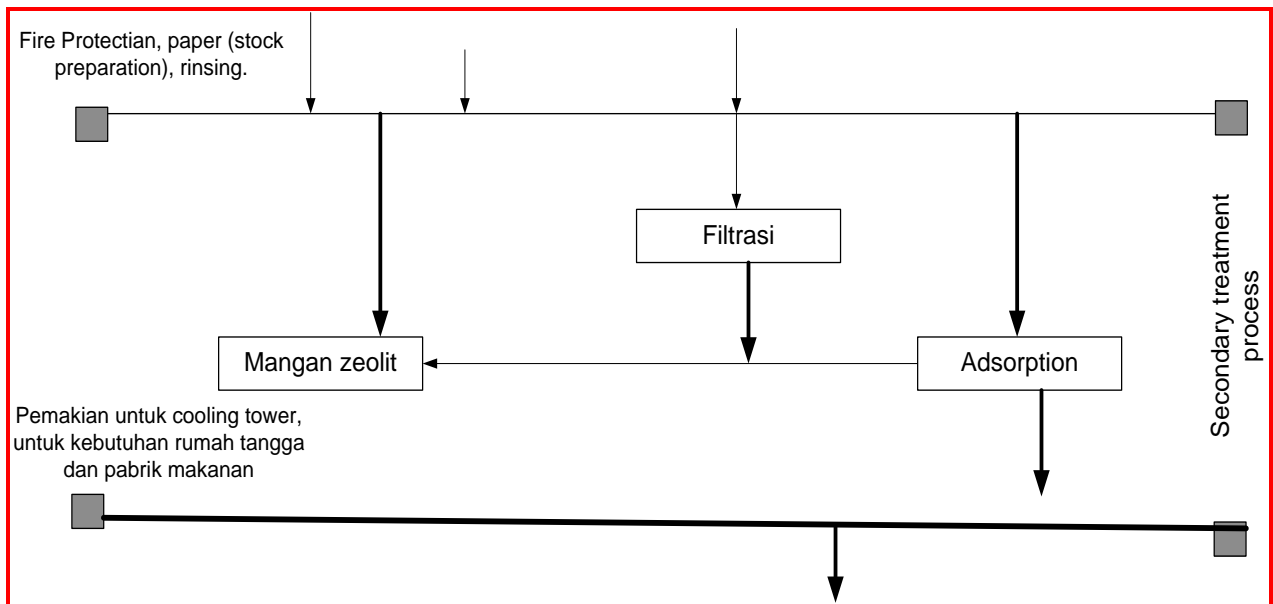 Fire Protectian, paper (stock
preparation), rinsing.
Filtrasi
Mangan zeolit
Adsorption
Secondary treatment
process
Pemakian untuk cooling tower,
untuk kebutuhan rumah tangga
dan pabrik makanan